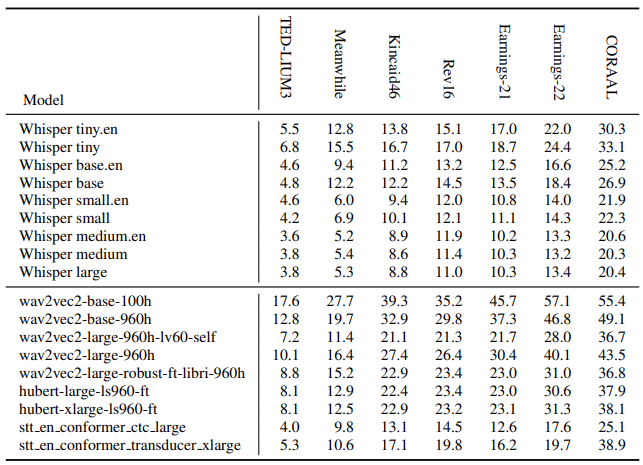 Model TED-LIUM3 Meanwhile Kincaid46 Rev16 Earnings-21 Earnings-22 CORAAL
Whisper tiny.en 5.5 12.8 13.8 15.1 17.0 22.0 30.3
Whisper tiny 6.8 15.5 16.7 17.0 18.7 24.4 33.1
Whisper base.en 4.6 9.4 11.2 13.2 12.5 16.6 25.2
Whisper base 4.8 12.2 12.2 14.5 13.5 18.4 26.9
Whisper small.en 4.6 6.0 9.4 12.0 10.8 14.0 21.9
Whisper small 4.2 6.9 10.1 12.1 11.1 14.3 22.3
Whisper medium.en 3.6 5.2 8.9 11.9 10.2 13.3 20.6
Whisper medium 3.8 5.4 8.6 11.4 10.3 13.2 20.3
Whisper large 3.8 5.3 8.8 11.0 10.3 13.4 20.4
wav2vec2-base-100h 17.6 27.7 39.3 35.2 45.7 57.1 55.4
wav2vec2-base-960h 12.8 19.7 32.9 29.8 37.3 46.8 49.1
wav2vec2-large-960h-lv60-self 7.2 11.4 21.1 21.3 21.7 28.0 36.7
wav2vec2-large-960h 10.1 16.4 27.4 26.4 30.4 40.1 43.5
wav2vec2-large-robust-ft-libri-960h 8.8 15.2 22.9 23.4 23.0 31.0 36.8
hubert-large-ls960-ft 8.1 12.9 22.4 23.4 23.0 30.6 37.9
hubert-xlarge-ls960-ft 8.1 12.5 22.9 23.2 23.1 31.3 38.1
stt_en_conformer_ctc_large 4.0 9.8 13.1 14.5 12.6 17.6 25.1
stt_en_conformer_transducer_xlarge 5.3 10.6 17.1 19.8 16.2 19.7 38.9